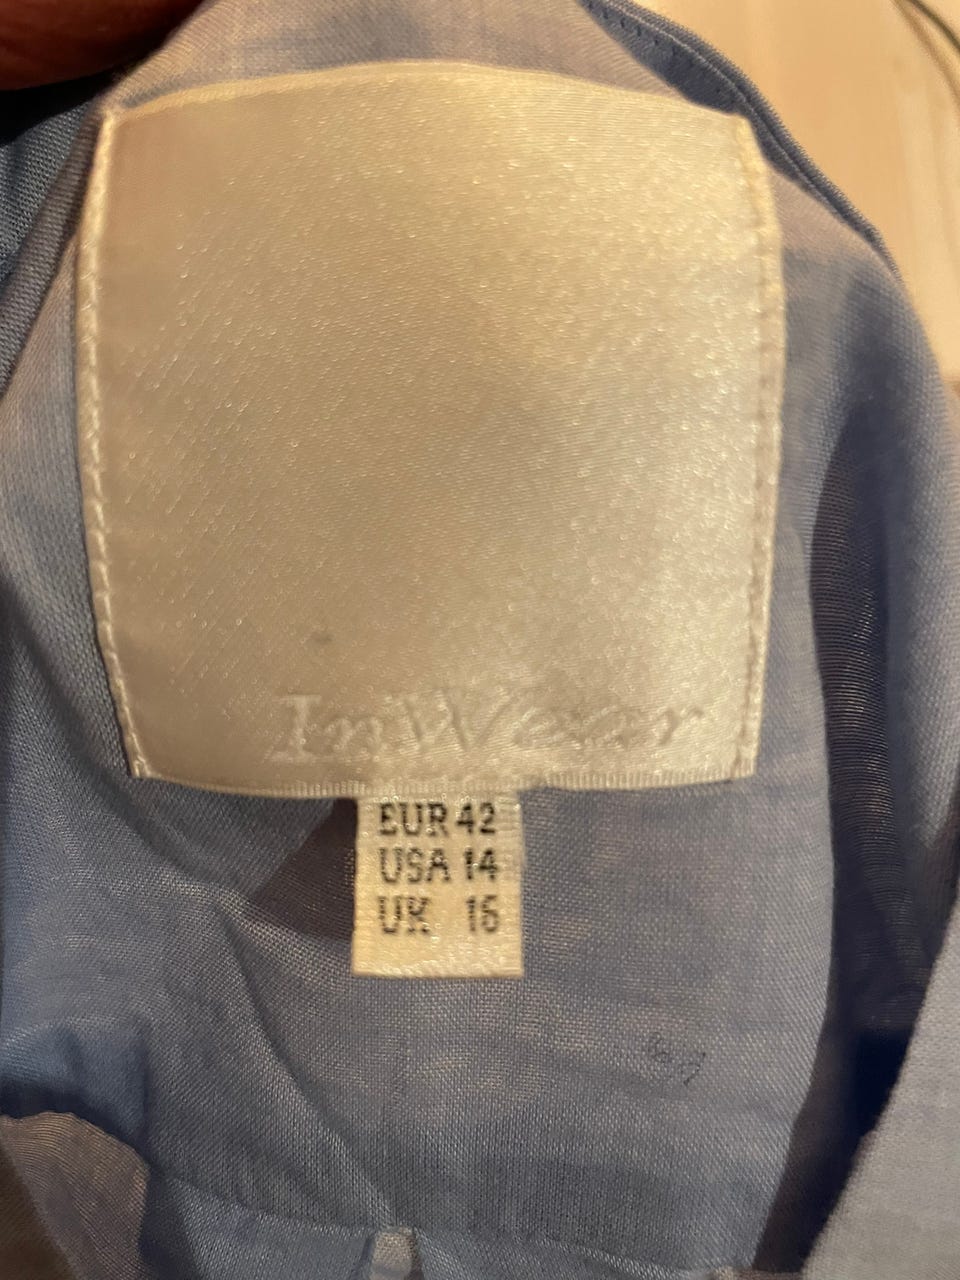 InWear
EUR 42
USA 14
UK 16